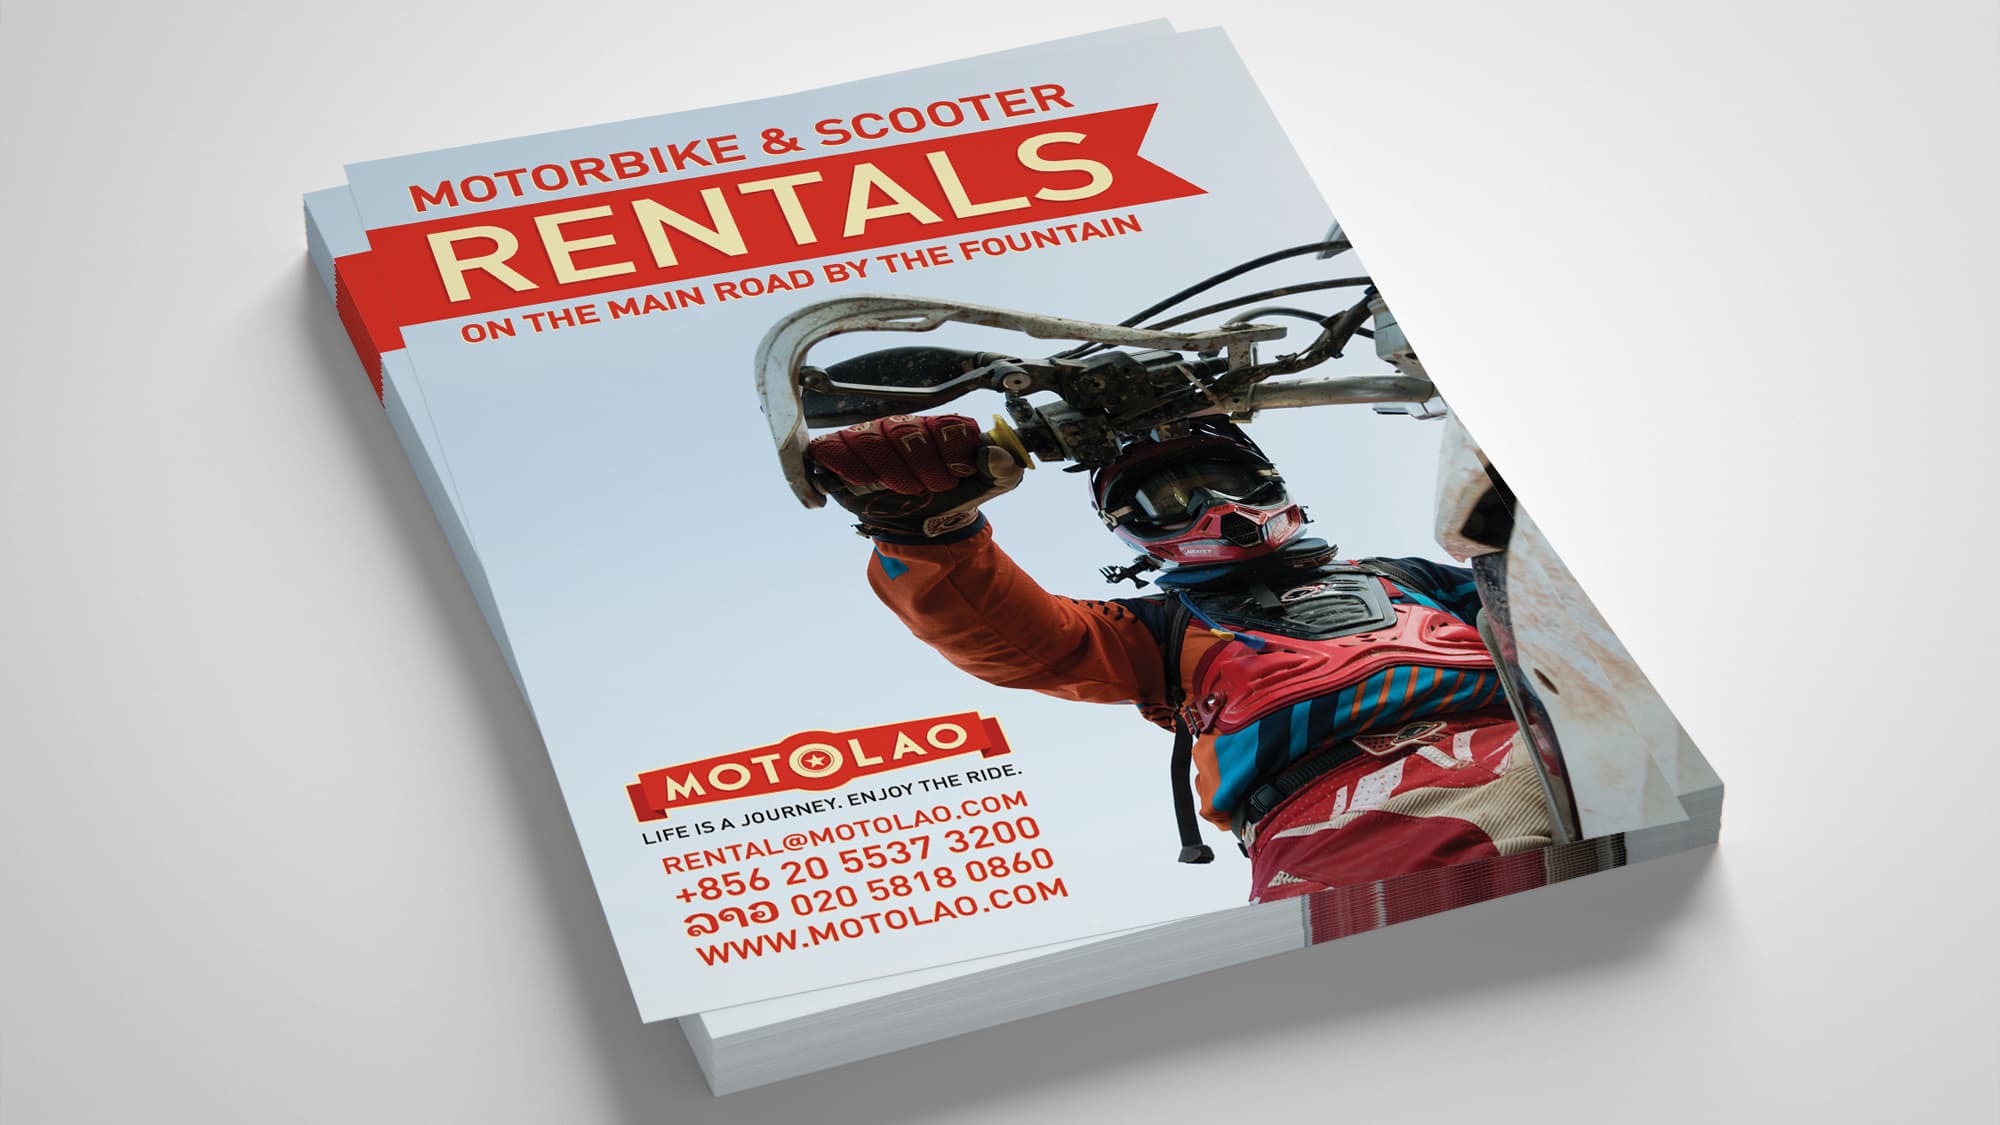 MOTORBIKE & SCOOTER
RENTALS
ON THE MAIN ROAD BY THE FOUNTAIN
MOTOLAO
LIFE IS A JOURNEY. ENJOY THE RIDE.
RENTAL@MOTOLAO.COM
+856 20 5537 3200
ລາວ 020 5818 0860
WWW.MOTOLAO.COM